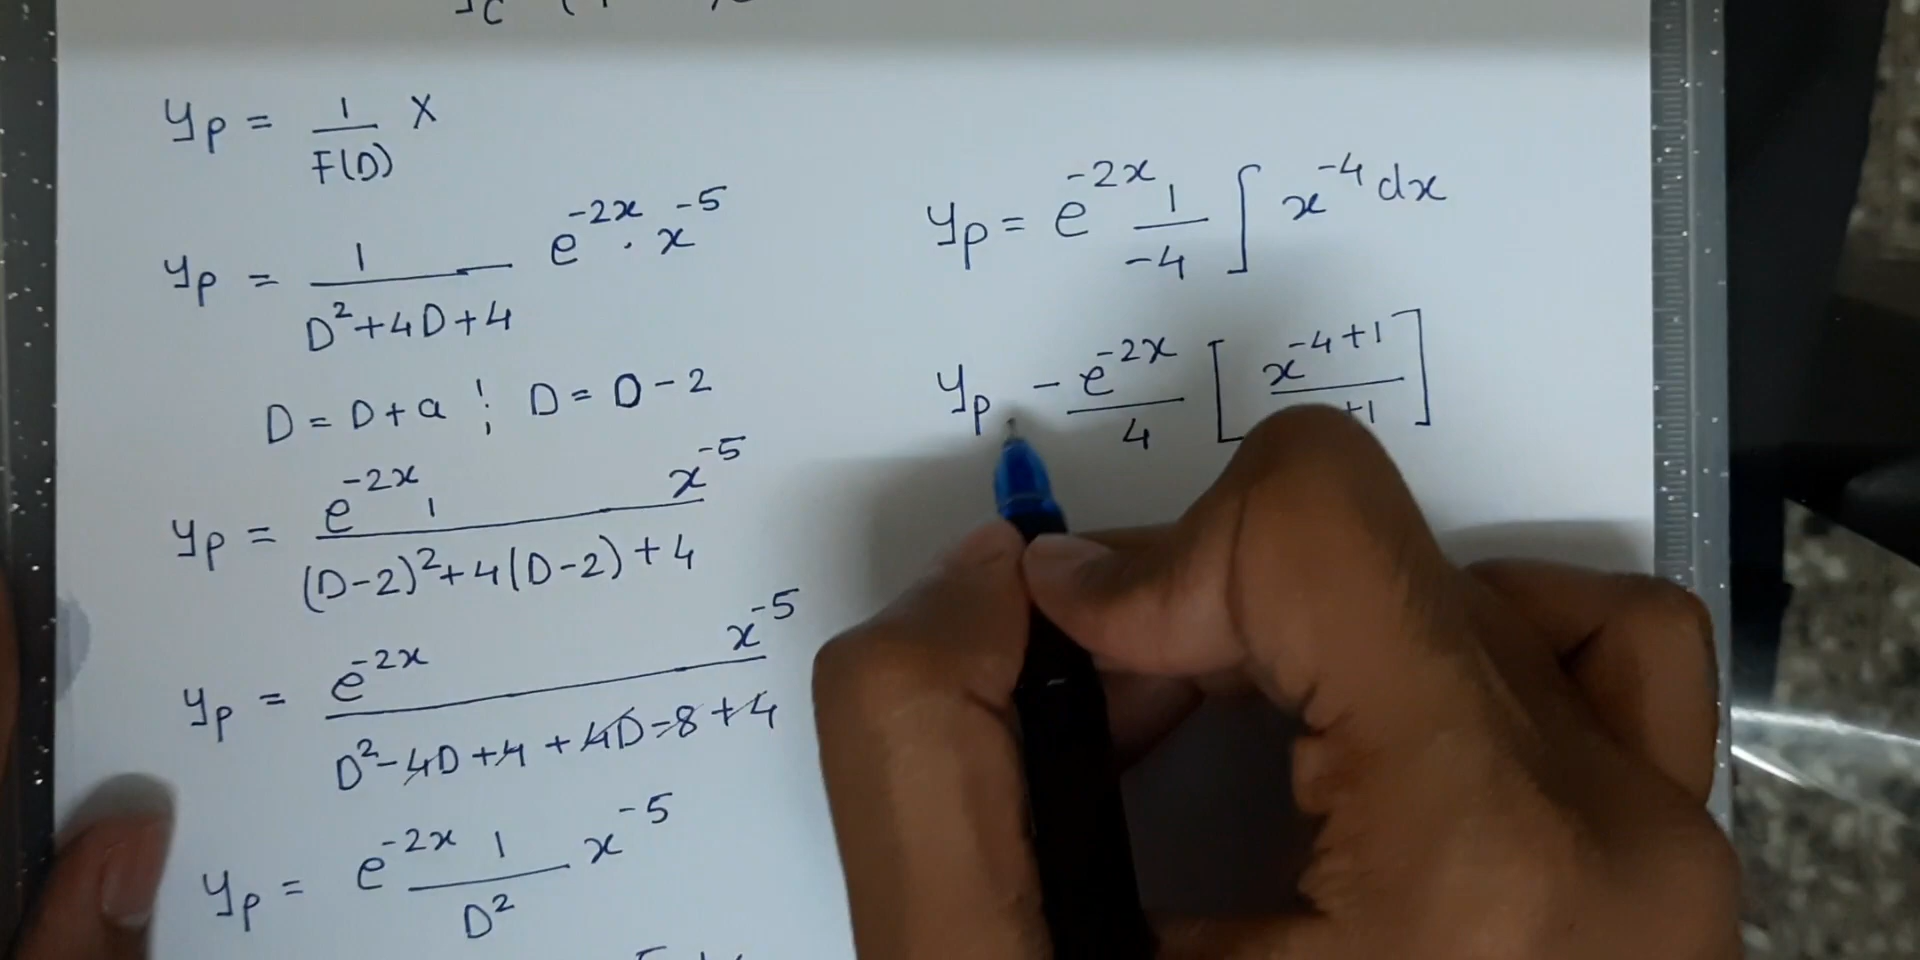 yp = 1/F(D) X
yp = 1/(D²+4D+4) e^(-2x) . x^(-5)
D = D+a ; D = D-2
yp = e^(-2x) 1/((D-2)²+4(D-2)+4) x^(-5)
yp = e^(-2x)/(D²-4D+4+4D-8+4) x^(-5)
yp = e^(-2x) 1/D² x^(-5)
yp = e^(-2x) 1/-4 ∫ x^(-4) dx
yp - e^(-2x)/4 [x^(-4+1)/+1]